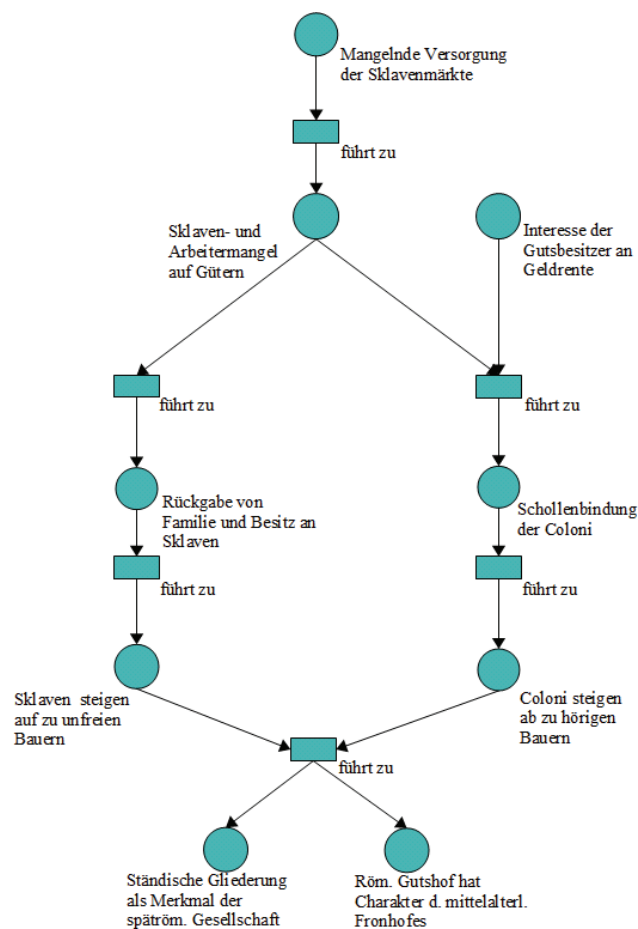 Mangelnde Versorgung
der Sklavenmärkte
führt zu
Sklaven- und
Arbeitermangel
auf Gütern
Interesse der
Gutsbesitzer an
Geldrente
führt zu
führt zu
Rückgabe von
Familie und Besitz an
Sklaven
Schollenbindung
der Coloni
führt zu
führt zu
Sklaven steigen
auf zu unfreien
Bauern
Coloni steigen
ab zu hörigen
Bauern
führt zu
Ständische Gliederung
als Merkmal der
spätröm. Gesellschaft
Röm. Gutshof hat
Charakter d. mittelalterl.
Fronhofes